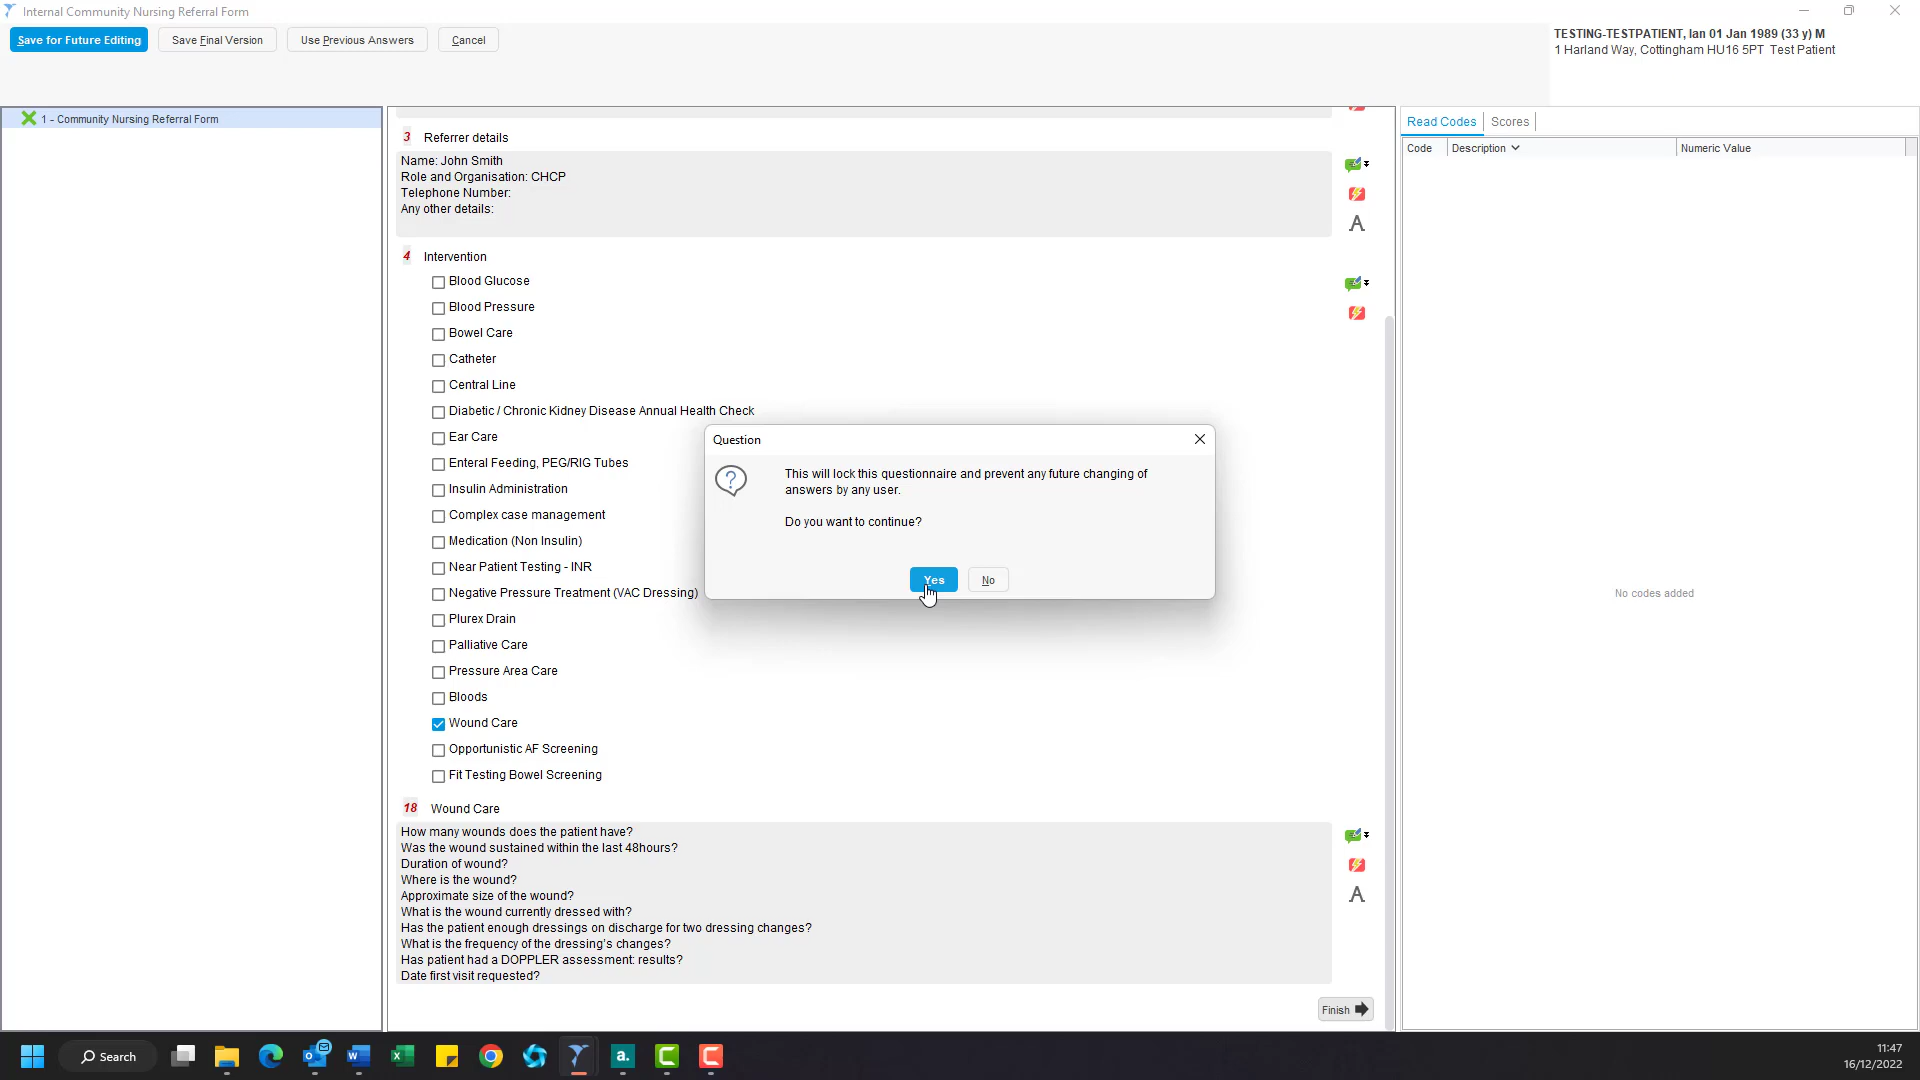 Internal Community Nursing Referral Form
Save for Future Editing
Save Final Version
Use Previous Answers
Cancel
TESTING-TESTPATIENT, Ian 01 Jan 1989 (33 y) M
1 Harland Way, Cottingham HU16 5PT Test Patient
1 - Community Nursing Referral Form
3 Referrer details
Name: John Smith
Role and Organisation: CHCP
Telephone Number:
Any other details:
4 Intervention
Blood Glucose
Blood Pressure
Bowel Care
Catheter
Central Line
Diabetic / Chronic Kidney Disease Annual Health Check
Ear Care
Enteral Feeding, PEG/RIG Tubes
Insulin Administration
Complex case management
Medication (Non Insulin)
Near Patient Testing - INR
Negative Pressure Treatment (VAC Dressing)
Plurex Drain
Palliative Care
Pressure Area Care
Bloods
Wound Care
Opportunistic AF Screening
Fit Testing Bowel Screening
18 Wound Care
How many wounds does the patient have?
Was the wound sustained within the last 48hours?
Duration of wound?
Where is the wound?
Approximate size of the wound?
What is the wound currently dressed with?
Has the patient enough dressings on discharge for two dressing changes?
What is the frequency of the dressing's changes?
Has patient had a DOPPLER assessment: results?
Date first visit requested?
Finish
Question
This will lock this questionnaire and prevent any future changing of
answers by any user.
Do you want to continue?
Yes
No
Read Codes
Scores
Code
Description
Numeric Value
No codes added
Search
a.
11:47
16/12/2022